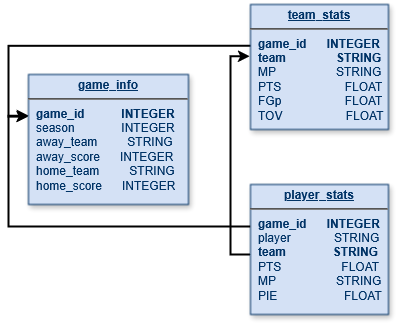 team_stats
game_id INTEGER
team STRING
MP STRING
PTS FLOAT
FGp FLOAT
TOV FLOAT
game_info
game_id INTEGER
season INTEGER
away_team STRING
away_score INTEGER
home_team STRING
home_score INTEGER
player_stats
game_id INTEGER
player STRING
team STRING
PTS FLOAT
MP STRING
PIE FLOAT